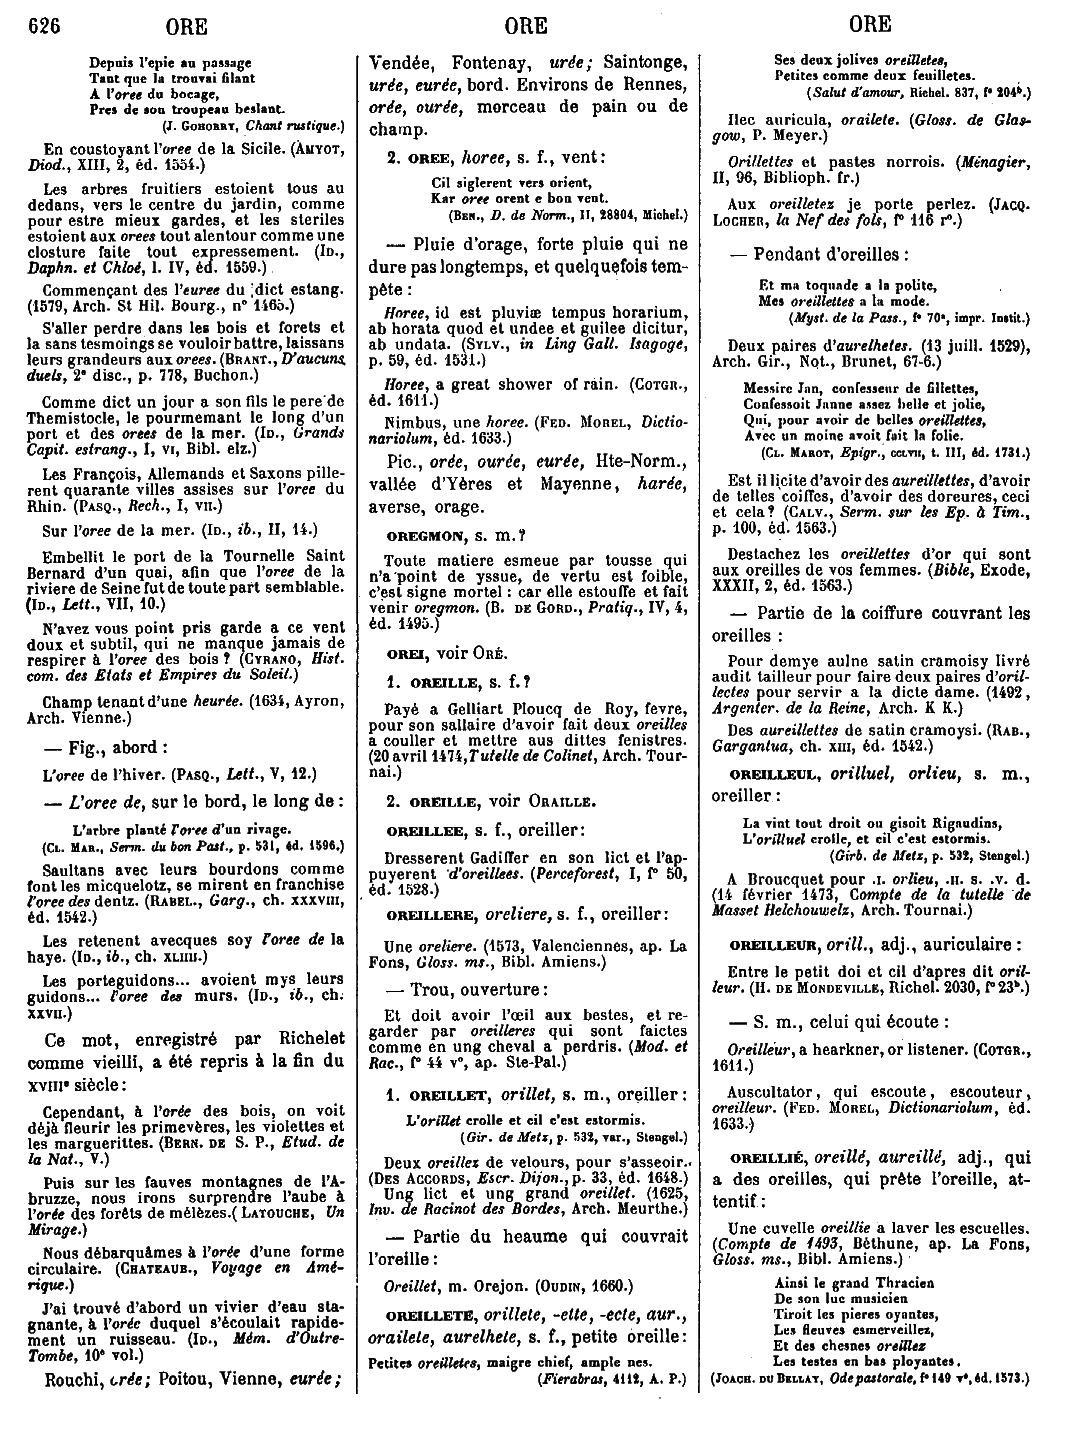 626 ORE ORE ORE
Depuis l'epie au passage
Tant que la trouvai filant
A l'oree du bocage,
Pres de son troupeau beslant.
(J. GOHORRY, Chant rustique.)
En coustoyant l'oree de la Sicile. (AMYOT,
Diod., XIII, 2, éd. 1554.)
Les arbres fruitiers estoient tous au
dedans, vers le centre du jardin, comme
pour estre mieux gardes, et les steriles
estoient aux orees tout alentour comme une
closture faite tout expressement. (ID.,
Daphn. et Chloé, l. IV, éd. 1559.)
Commençant des l'euree du dict estang.
(1579, Arch. St Hil. Bourg., n° 1465.)
S'aller perdre dans les bois et forets et
la sans tesmoings se vouloir battre, laissans
leurs grandeurs aux orees. (BRANT., D'aucuns
duels, 2e disc., p. 778, Buchon.)
Comme dict un jour a son fils le pere de
Themistocle, le pourmemant le long d'un
port et des orees de la mer. (ID., Grands
Capit. estrang., I, VI, Bibl. elz.)
Les François, Allemands et Saxons pille-
rent quarante villes assises sur l'oree du
Rhin. (PASQ., Rech., I, VII.)
Sur l'oree de la mer. (ID., ib., II, 14.)
Embellit le port de la Tournelle Saint
Bernard d'un quai, afin que l'oree de la
riviere de Seine fut de toute part semblable.
(ID., Lett., VII, 10.)
N'avez vous point pris garde a ce vent
doux et subtil, qui ne manque jamais de
respirer à l'oree des bois ? (CYRANO, Hist.
com. des Etats et Empires du Soleil.)
Champ tenant d'une heurée. (1634, Ayron,
Arch. Vienne.)
— Fig., abord :
L'oree de l'hiver. (PASQ., Lett., V, 12.)
— L'oree de, sur le bord, le long de :
L'arbre planté l'oree d'un rivage.
(CL. MAR., Serm. du bon Past., p. 531, éd. 1596.)
Saultans avec leurs bourdons comme
font les micquelotz, se mirent en franchise
l'oree des dentz. (RABEL., Garg., ch. XXXVIII,
éd. 1542.)
Les retenent avecques soy l'oree de la
haye. (ID., ib., ch. XLIIII.)
Les porteguidons... avoient mys leurs
guidons... l'oree des murs. (ID., ib., ch.
XXVII.)
Ce mot, enregistré par Richelet
comme vieilli, a été repris à la fin du
XVIIIe siècle :
Cependant, à l'orée des bois, on voit
déjà fleurir les primevères, les violettes et
les marguerittes. (BERN. DE S. P., Etud. de
la Nat., V.)
Puis sur les fauves montagnes de l'A-
bruzze, nous irons surprendre l'aube à
l'orée des forêts de mélèzes. (LATOUCHE, Un
Mirage.)
Nous débarquâmes à l'orée d'une forme
circulaire. (CHATEAUB., Voyage en Amé-
rique.)
J'ai trouvé d'abord un vivier d'eau sta-
gnante, à l'orée duquel s'écoulait rapide-
ment un ruisseau. (ID., Mém. d'Outre-
Tombe, 10e vol.)
Rouchi, orée; Poitou, Vienne, eurée;
Vendée, Fontenay, urée; Saintonge,
urée, eurée, bord. Environs de Rennes,
orée, ourée, morceau de pain ou de
champ.
2. OREE, horee, s. f., vent :
Cil siglerent vers orient,
Kar oree orent e bon vent.
(BEN., D. de Norm., II, 28804, Michel.)
— Pluie d'orage, forte pluie qui ne
dure pas longtemps, et quelquefois tem-
pête :
Horee, id est pluviæ tempus horarium,
ab horata quod et undee et guilee dicitur,
ab undata. (SYLV., in Ling Gall. Isagoge,
p. 59, éd. 1531.)
Horee, a great shower of rain. (COTGR.,
éd. 1611.)
Nimbus, une horee. (FED. MOREL, Dictio-
nariolum, éd. 1633.)
Pic., orée, ourée, eurée, Hte-Norm.,
vallée d'Yères et Mayenne, harée,
averse, orage.
OREGMON, s. m. ?
Toute matiere esmeue par tousse qui
n'a point de yssue, de vertu est foible,
c'est signe mortel : car elle estouffe et fait
venir oregmon. (B. DE GORD., Pratiq., IV, 4,
éd. 1495.)
OREI, voir ORÉ.
1. OREILLE, s. f. ?
Payé a Gelliart Ploucq de Roy, fevre,
pour son sallaire d'avoir fait deux oreilles
a couller et mettre aus dittes fenistres.
(20 avril 1474, Tutelle de Colinet, Arch. Tour-
nai.)
2. OREILLE, voir ORAILLE.
OREILLEE, s. f., oreiller :
Dresserent Gadiffer en son lict et l'ap-
puyerent d'oreillees. (Perceforest, I, f° 50,
éd. 1528.)
OREILLERE, oreliere, s. f., oreiller :
Une oreliere. (1573, Valenciennes, ap. La
Fons, Gloss. ms., Bibl. Amiens.)
— Trou, ouverture :
Et doit avoir l'œil aux bestes, et re-
garder par oreilleres qui sont faictes
comme en ung cheval a perdris. (Mod. et
Rac., f° 44 v°, ap. Ste-Pal.)
1. OREILLET, orillet, s. m., oreiller :
L'orillet crolle et cil c'est estormis.
(Gir. de Metz, p. 532, var., Stengel.)
Deux oreillez de velours, pour s'asseoir..
(DES ACCORDS, Escr. Dijon., p. 33, éd. 1648.)
Ung lict et ung grand oreillet. (1625,
Inv. de Racinot des Bordes, Arch. Meurthe.)
— Partie du heaume qui couvrait
l'oreille :
Oreillet, m. Orejon. (OUDIN, 1660.)
OREILLETE, orillete, -ette, -ecte, aur.,
orailete, aurelhete, s. f., petite oreille :
Petites oreilletes, maigre chief, ample nes.
(Fierabras, 4112, A. P.)
Ses deux jolives oreilletes,
Petites comme deux feuilletes.
(Salut d'amour, Richel. 837, f° 204b.)
Hec auricula, orailete. (Gloss. de Glas-
gow, P. Meyer.)
Orillettes et pastes norrois. (Ménagier,
II, 96, Biblioph. fr.)
Aux oreilletez je porte perlez. (JACQ.
LOCHER, la Nef des fols, f° 116 r°.)
— Pendant d'oreilles :
Et ma toquade a la polite,
Mes oreillettes a la mode.
(Myst. de la Pass., f° 70a, impr. Instit.)
Deux paires d'aurelhetes. (13 juill. 1529),
Arch. Gir., Not., Brunet, 67-6.)
Messire Jan, confesseur de fillettes,
Confessoit Janne assez belle et jolie,
Qui, pour avoir de belles oreillettes,
Avec un moine avoit fait la folie.
(CL. MAROT, Epigr., CCLVII, t. III, éd. 1731.)
Est il licite d'avoir des aureillettes, d'avoir
de telles coiffes, d'avoir des doreures, ceci
et cela ? (CALV., Serm. sur les Ep. à Tim.,
p. 100, éd. 1563.)
Destachez les oreillettes d'or qui sont
aux oreilles de vos femmes. (Bible, Exode,
XXXII, 2, éd. 1563.)
— Partie de la coiffure couvrant les
oreilles :
Pour demye aulne satin cramoisy livré
audit tailleur pour faire deux paires d'oril-
lectes pour servir a la dicte dame. (1492,
Argenter. de la Reine, Arch. K K.)
Des aureillettes de satin cramoysi. (RAB.,
Gargantua, ch. XIII, éd. 1542.)
OREILLEUL, orilluel, orlieu, s. m.,
oreiller :
La vint tout droit ou gisoit Rignudins,
L'orilluel crolle, et cil c'est estormis.
(Girb. de Metz, p. 532, Stengel.)
A Broucquet pour .I. orlieu, .II. s. .V. d.
(14 février 1473, Compte de la tutelle de
Masset Helchouwelz, Arch. Tournai.)
OREILLEUR, orill., adj., auriculaire :
Entre le petit doi et cil d'apres dit oril-
leur. (H. DE MONDEVILLE, Richel. 2030, f° 23b.)
— S. m., celui qui écoute :
Oreilleur, a hearkner, or listener. (COTGR.,
1611.)
Auscultator, qui escoute, escouteur,
oreilleur. (FED. MOREL, Dictionariolum, éd.
1633.)
OREILLIÉ, oreillé, aureillé, adj., qui
a des oreilles, qui prête l'oreille, at-
tentif :
Une cuvelle oreillie a laver les escuelles.
(Compte de 1493, Béthune, ap. La Fons,
Gloss. ms., Bibl. Amiens.)
Ainsi le grand Thracien
De son luc musicien
Tiroit les pieres oyantes,
Les fleuves esmerveillez,
Et des chesnes oreillez
Les testes en bas ployantes.
(JOACH. DU BELLAY, Ode pastorale, f° 149 v°, éd. 1573.)